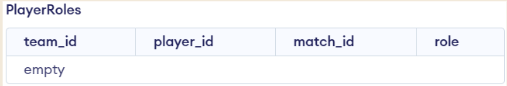 PlayerRoles
team_id player_id match_id role
empty